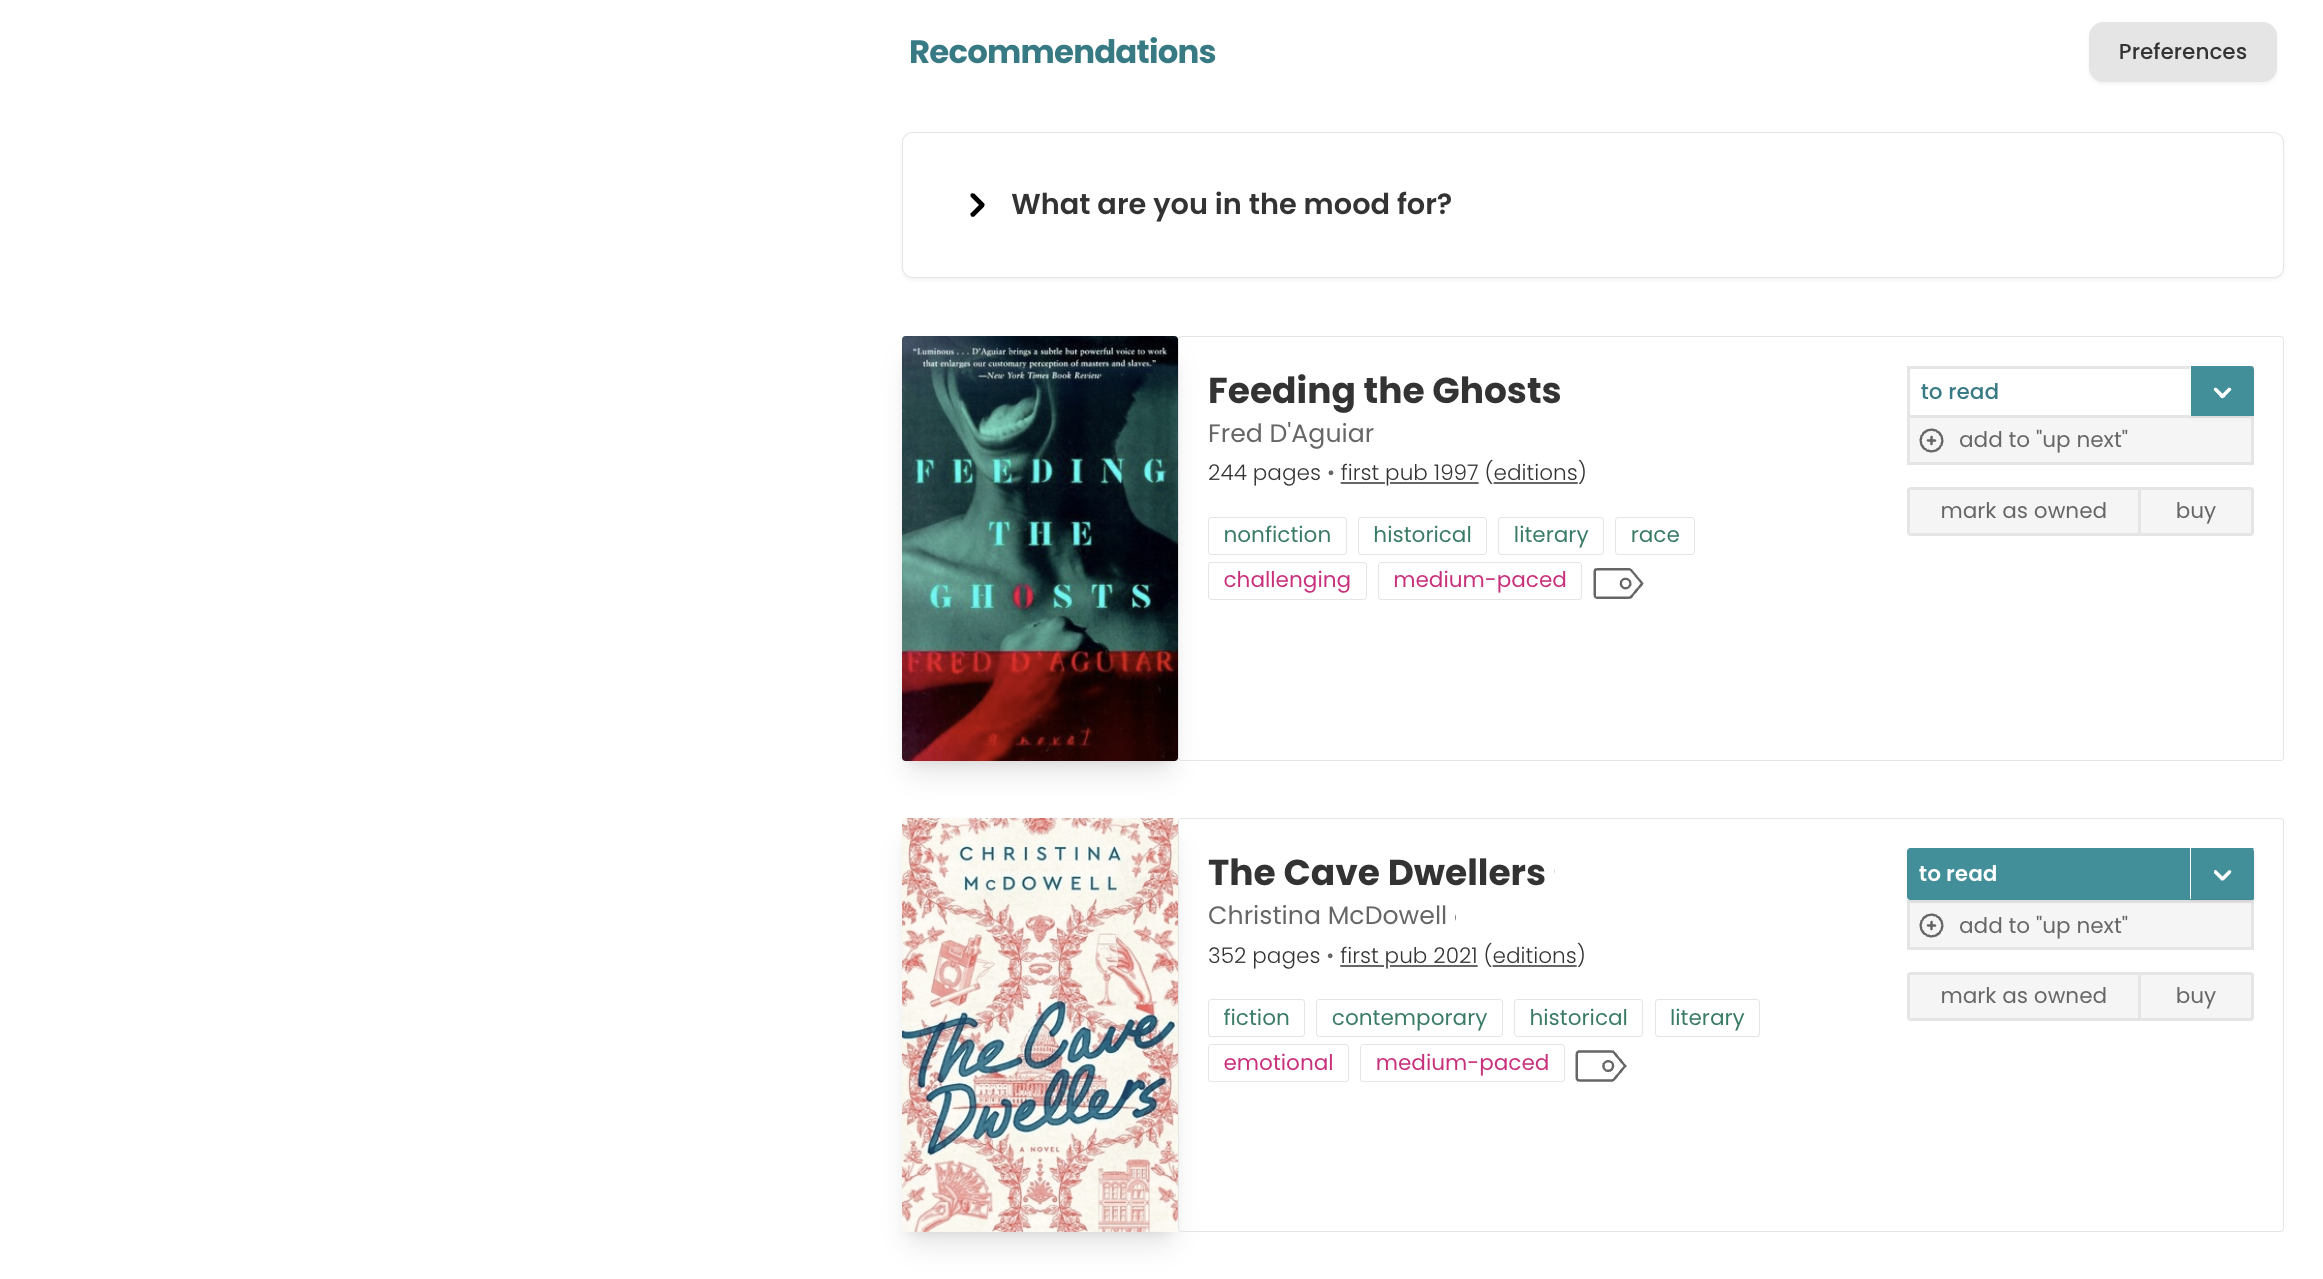 Recommendations
Preferences
What are you in the mood for?
"Luminous . . . D'Aguiar brings a subtle but powerful voice to work
that enlarges our customary perception of masters and slaves."
—New York Times Book Review
FEEDING
THE
GHOSTS
FRED D'AGUIAR
a novel
Feeding the Ghosts
Fred D'Aguiar
244 pages • first pub 1997 (editions)
nonfiction historical literary race
challenging medium-paced
to read
add to "up next"
mark as owned buy
CHRISTINA
McDOWELL
The Cave
Dwellers
A NOVEL
The Cave Dwellers
Christina McDowell
352 pages • first pub 2021 (editions)
fiction contemporary historical literary
emotional medium-paced
to read
add to "up next"
mark as owned buy